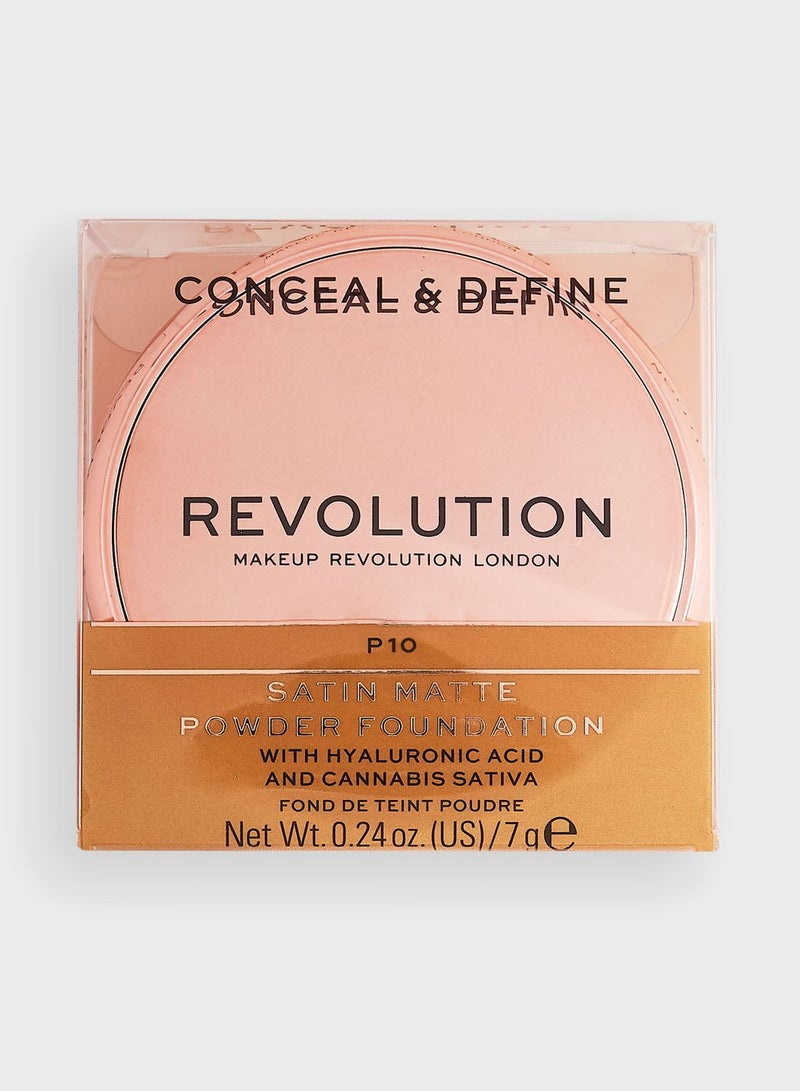 CONCEAL & DEFINE
REVOLUTION
MAKEUP REVOLUTION LONDON
P10
SATIN MATTE
POWDER FOUNDATION
WITH HYALURONIC ACID
AND CANNABIS SATIVA
FOND DE TEINT POUDRE
Net Wt. 0.24 oz. (US)/7 g e